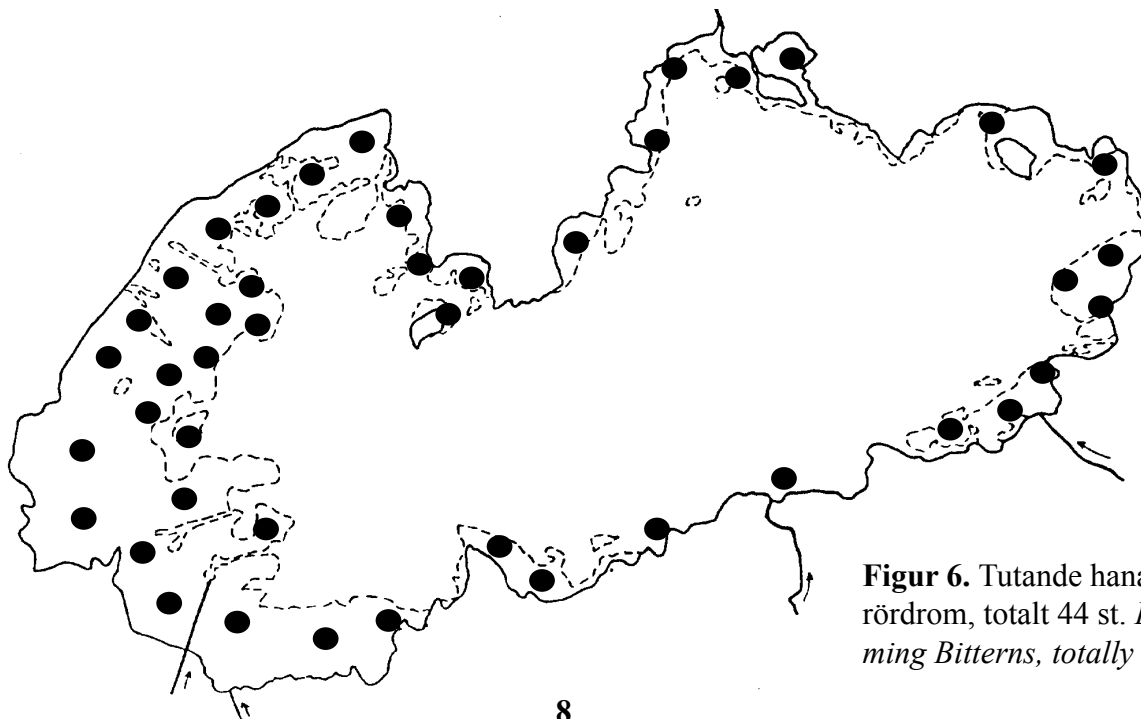 Figur 6. Tutande hana
rördrom, totalt 44 st.
ming Bitterns, totally
8